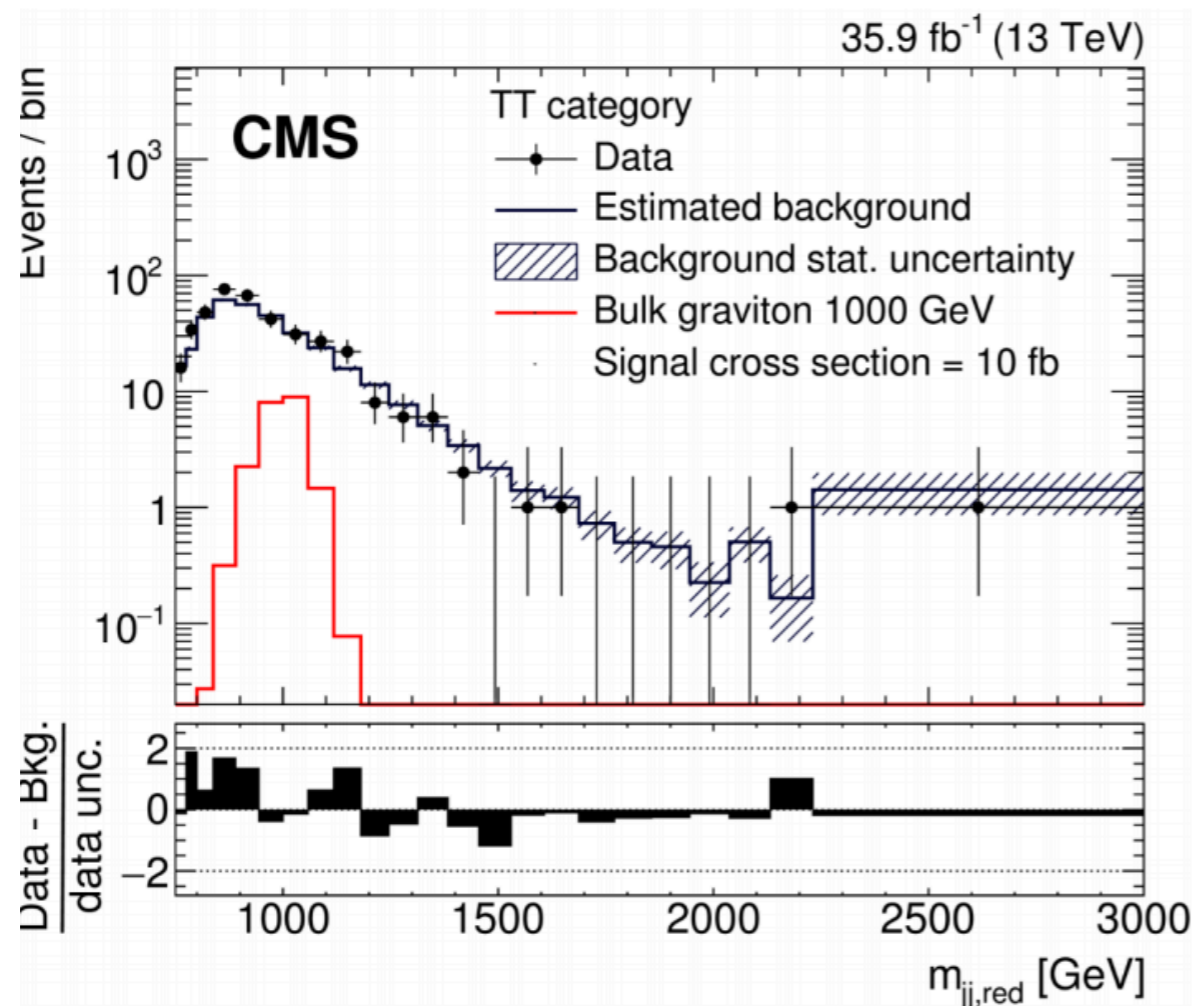 35.9 fb⁻¹ (13 TeV)
CMS
TT category
Data
Estimated background
Background stat. uncertainty
Bulk graviton 1000 GeV
Signal cross section = 10 fb
Events / bin
10³
10²
10
1
10⁻¹
Data - Bkg.
data unc.
2
0
−2
1000 1500 2000 2500 3000
m_jj,red [GeV]